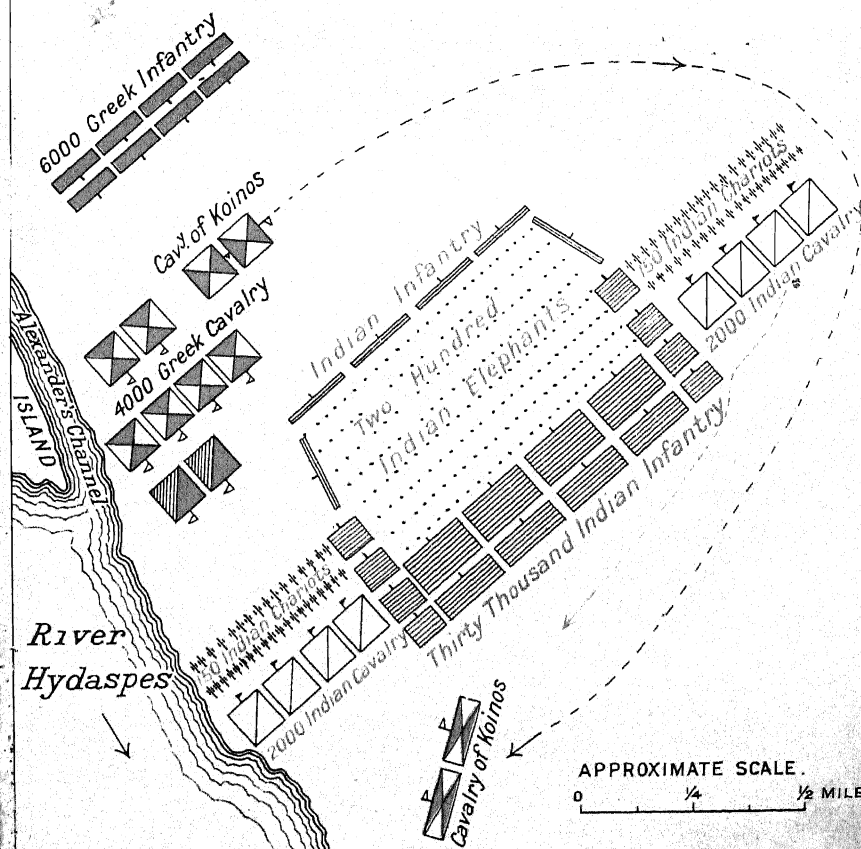 6000 Greek Infantry
Cavy. of Koinos
4000 Greek Cavalry
Alexander's Channel
ISLAND
Indian Infantry
Two Hundred
Indian Elephants
150 Indian Chariots
2000 Indian Cavalry
Thirty Thousand Indian Infantry
150 Indian Chariots
2000 Indian Cavalry
River
Hydaspes
Cavalry of Koinos
APPROXIMATE SCALE.
0 1/4 1/2 MILE